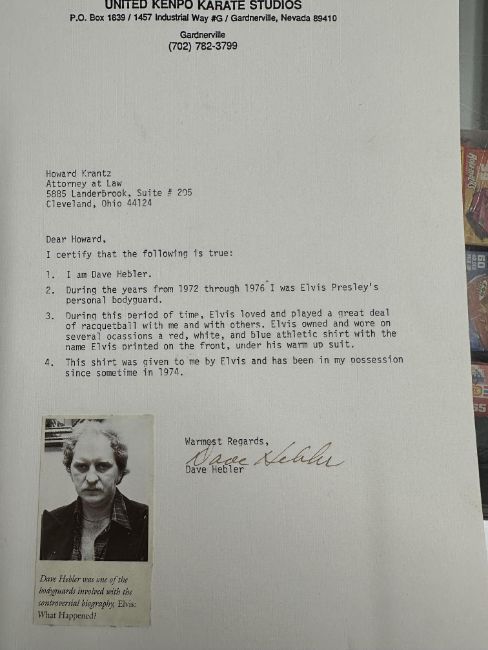 UNITED KENPO KARATE STUDIOS
P.O. Box 1839 / 1457 Industrial Way #G / Gardnerville, Nevada 89410
Gardnerville
(702) 782-3799
Howard Krantz
Attorney at Law
5885 Landerbrook, Suite # 205
Cleveland, Ohio 44124
Dear Howard,
I certify that the following is true:
1. I am Dave Hebler.
2. During the years from 1972 through 1976 I was Elvis Presley's
personal bodyguard.
3. During this period of time, Elvis loved and played a great deal
of racquetball with me and with others. Elvis owned and wore on
several ocassions a red, white, and blue athletic shirt with the
name Elvis printed on the front, under his warm up suit.
4. This shirt was given to me by Elvis and has been in my possession
since sometime in 1974.
Warmest Regards,
Dave Hebler
Dave Hebler
Dave Hebler was one of the
bodyguards involved with the
controversial biography, Elvis:
What Happened?